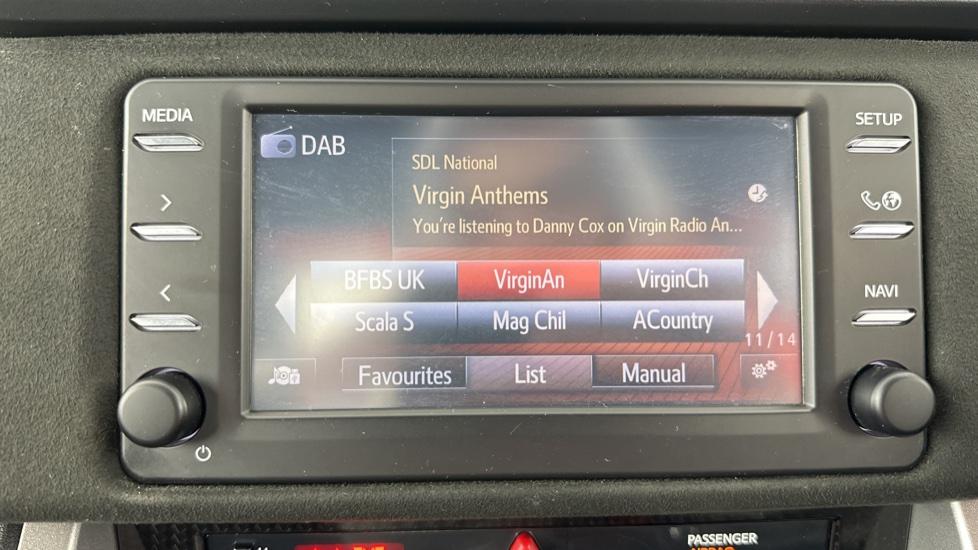 MEDIA
SETUP
DAB
SDL National
Virgin Anthems
You're listening to Danny Cox on Virgin Radio An...
BFBS UK VirginAn VirginCh
NAVI
Scala S Mag Chil ACountry
11/14
Favourites List Manual
PASSENGER
AIRBAG